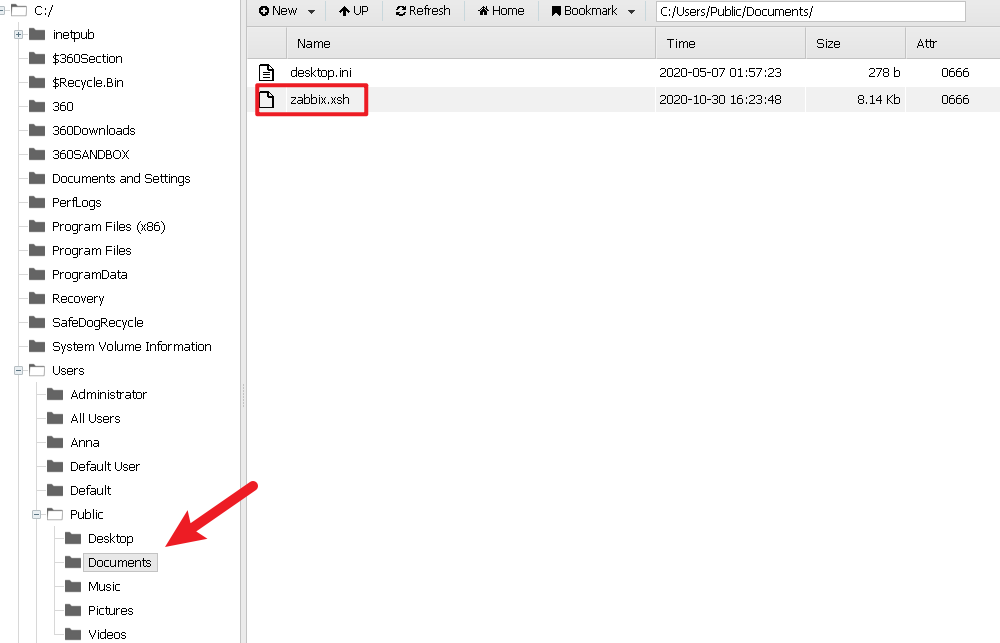 C:/
inetpub
$360Section
$Recycle.Bin
360
360Downloads
360SANDBOX
Documents and Settings
PerfLogs
Program Files (x86)
Program Files
ProgramData
Recovery
SafeDogRecycle
System Volume Information
Users
Administrator
All Users
Anna
Default User
Default
Public
Desktop
Documents
Music
Pictures
Videos
New UP Refresh Home Bookmark C:/Users/Public/Documents/
Name Time Size Attr
desktop.ini 2020-05-07 01:57:23 278 b 0666
zabbix.xsh 2020-10-30 16:23:48 8.14 Kb 0666